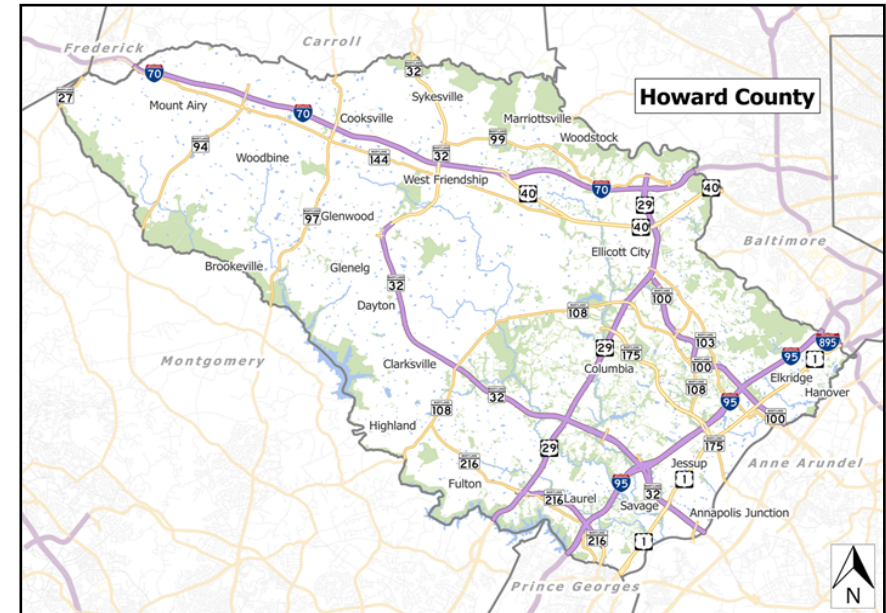 Howard County
Frederick
Carroll
32
70
27
Mount Airy
Sykesville
70
Cooksville
Marriottsville
Woodstock
94
99
Woodbine
144
32
West Friendship
40
70
40
29
97
Glenwood
40
Baltimore
Ellicott City
Brookeville
Glenelg
32
100
Dayton
108
103
895
29
175
95
1
Montgomery
Clarksville
Columbia
100
Elkridge
32
108
Hanover
95
108
100
Highland
29
175
216
Jessup
Anne Arundel
Fulton
95
1
216
Laurel
32
Savage
Annapolis Junction
216
1
Prince Georges
N